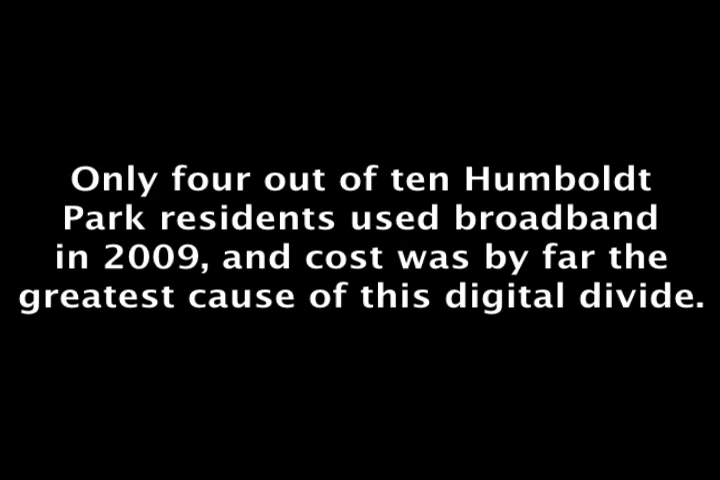 Only four out of ten Humboldt
Park residents used broadband
in 2009, and cost was by far the
greatest cause of this digital divide.